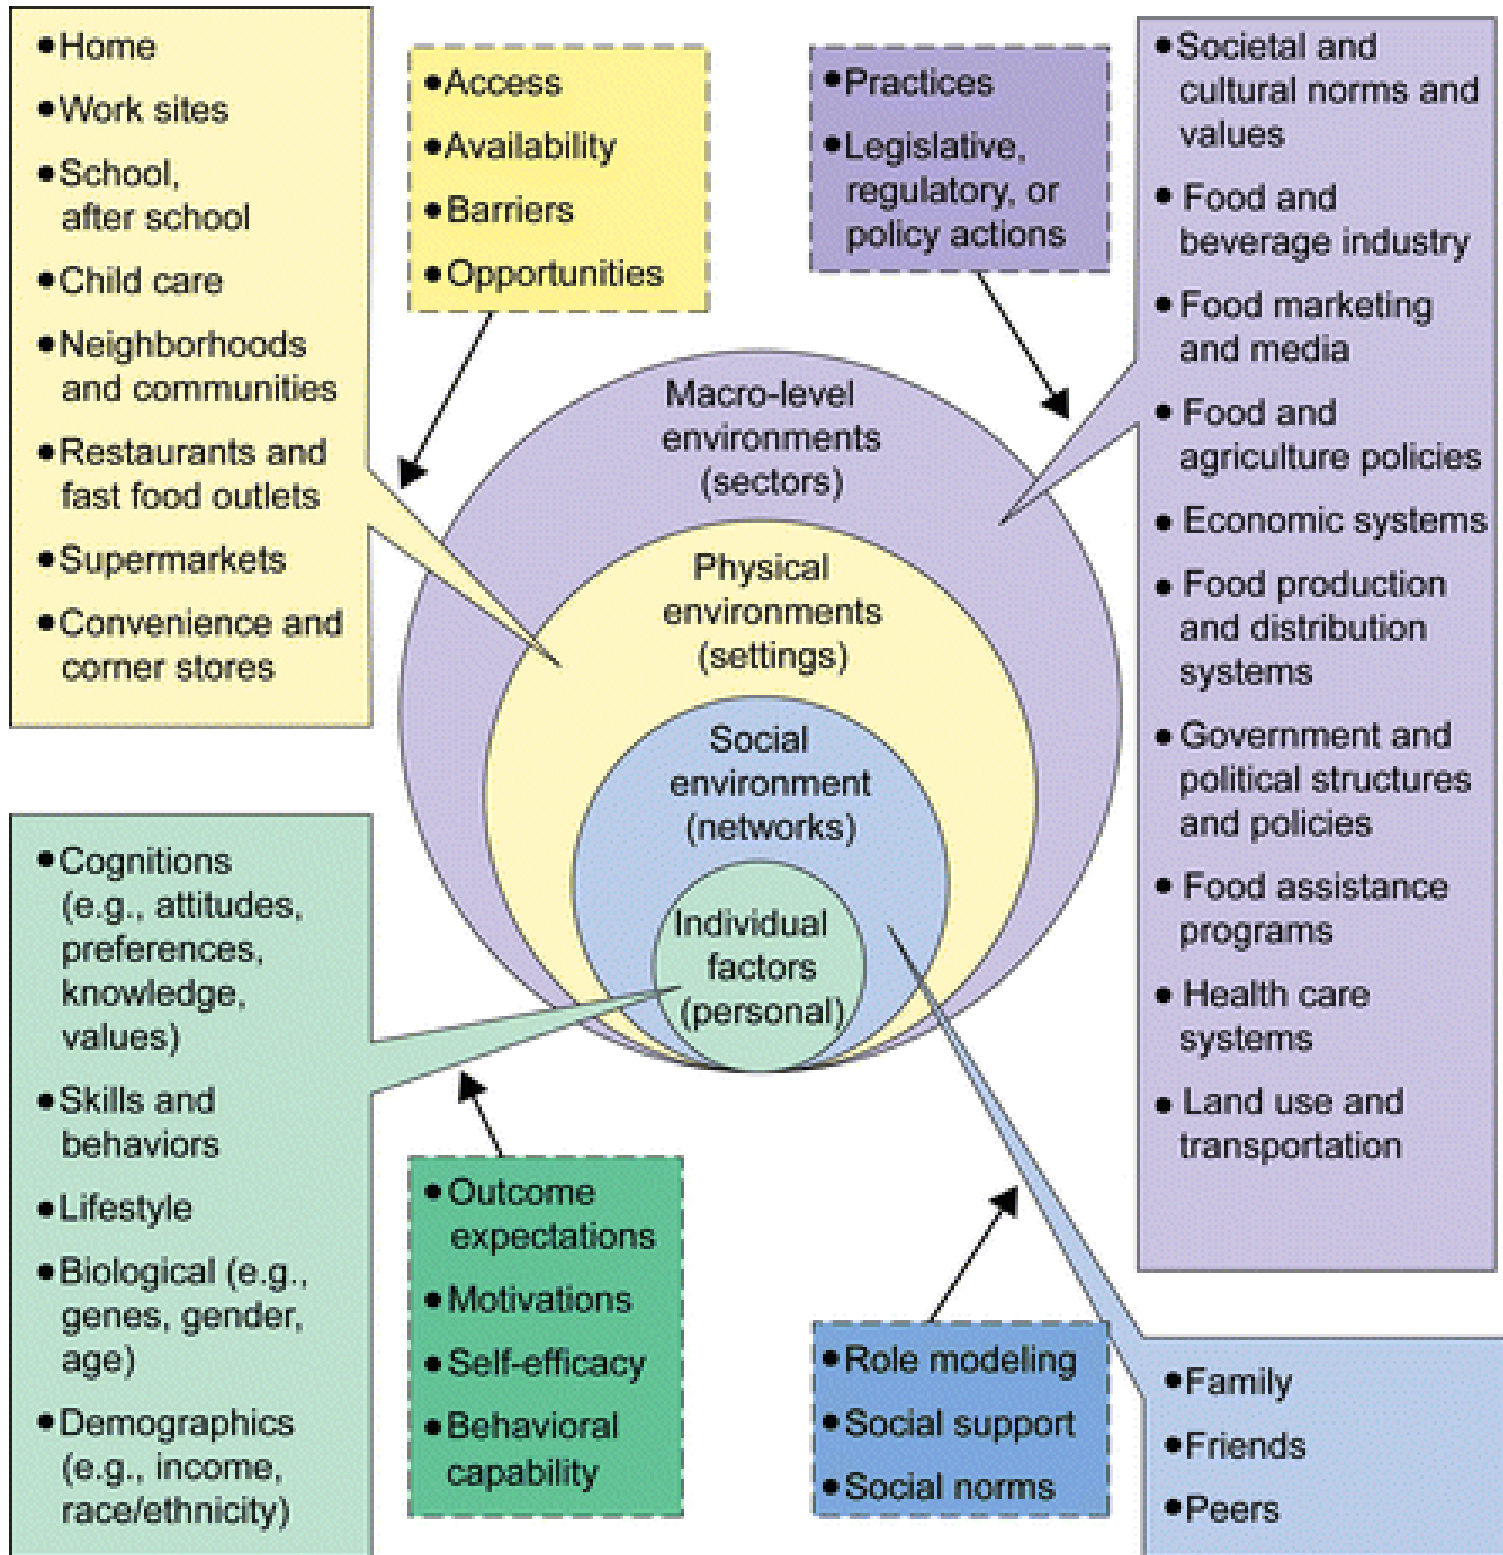 ●Home
●Work sites
●School,
after school
●Child care
●Neighborhoods
and communities
●Restaurants and
fast food outlets
●Supermarkets
●Convenience and
corner stores
●Access
●Availability
●Barriers
●Opportunities
●Practices
●Legislative,
regulatory, or
policy actions
●Societal and
cultural norms and
values
●Food and
beverage industry
●Food marketing
and media
●Food and
agriculture policies
●Economic systems
●Food production
and distribution
systems
●Government and
political structures
and policies
●Food assistance
programs
●Health care
systems
●Land use and
transportation
Macro-level
environments
(sectors)
Physical
environments
(settings)
Social
environment
(networks)
Individual
factors
(personal)
●Cognitions
(e.g., attitudes,
preferences,
knowledge,
values)
●Skills and
behaviors
●Lifestyle
●Biological (e.g.,
genes, gender,
age)
●Demographics
(e.g., income,
race/ethnicity)
●Outcome
expectations
●Motivations
●Self-efficacy
●Behavioral
capability
●Role modeling
●Social support
●Social norms
●Family
●Friends
●Peers